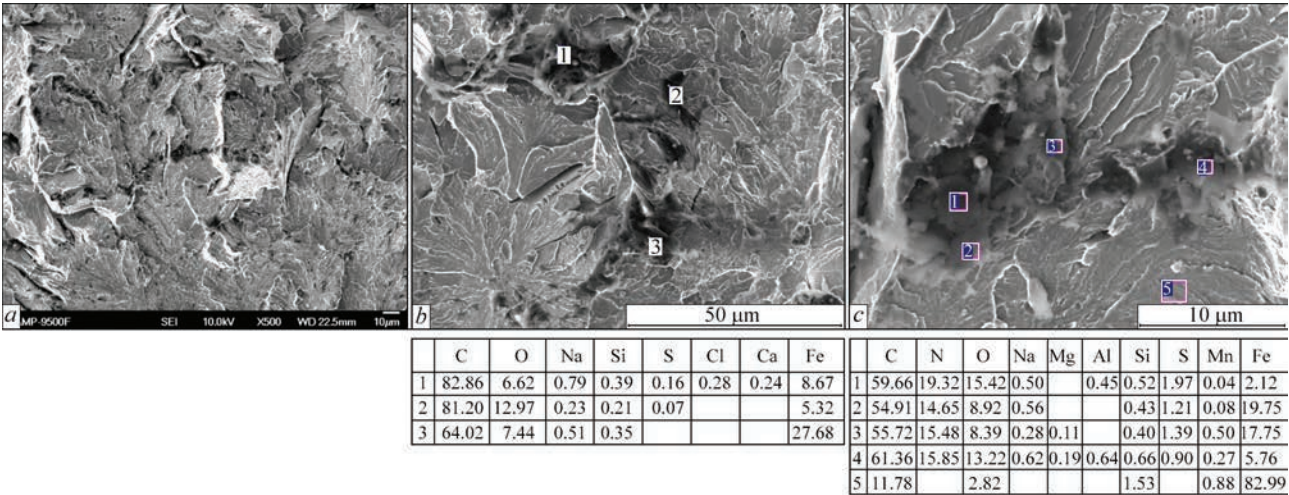 1
2
3
3
4
1
2
5
a MP-9500F SEI 10.0kV X500 WD 22.5mm 10µm
b 50 µm
c 10 µm
C O Na Si S Cl Ca Fe
1 82.86 6.62 0.79 0.39 0.16 0.28 0.24 8.67
2 81.20 12.97 0.23 0.21 0.07 5.32
3 64.02 7.44 0.51 0.35 27.68
C N O Na Mg Al Si S Mn Fe
1 59.66 19.32 15.42 0.50 0.45 0.52 1.97 0.04 2.12
2 54.91 14.65 8.92 0.56 0.43 1.21 0.08 19.75
3 55.72 15.48 8.39 0.28 0.11 0.40 1.39 0.50 17.75
4 61.36 15.85 13.22 0.62 0.19 0.64 0.66 0.90 0.27 5.76
5 11.78 2.82 1.53 0.88 82.99